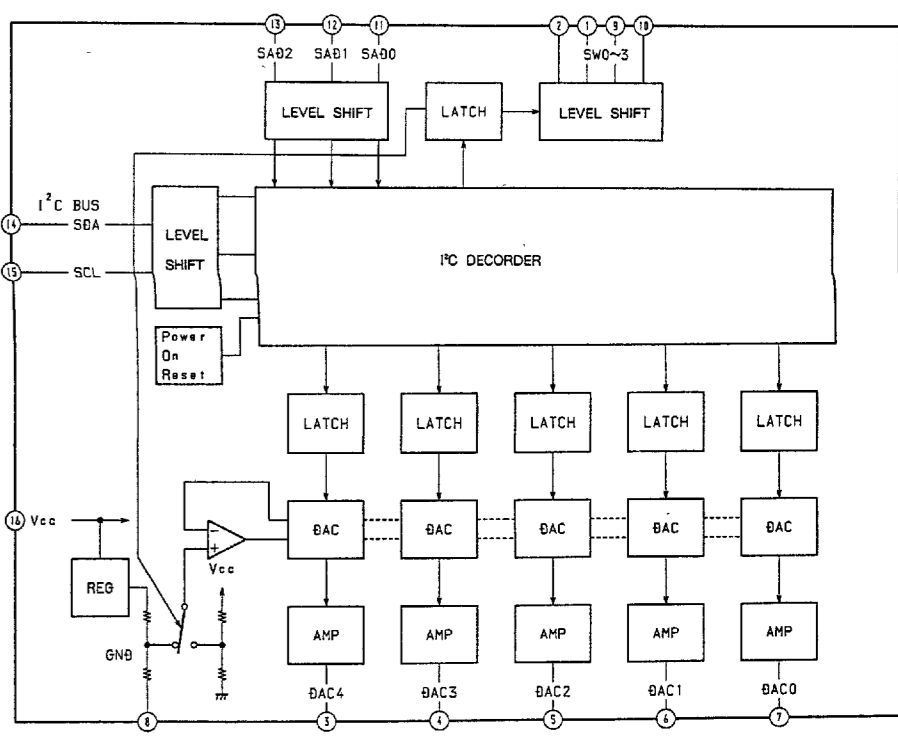 13 12 11 2 1 9 10
SAD2 SAD1 SAD0 SW0~3
LEVEL SHIFT LATCH LEVEL SHIFT
I²C BUS
14 SDA
LEVEL
SHIFT
I²C DECORDER
15 SCL
Power
On
Reset
LATCH LATCH LATCH LATCH LATCH
16 Vcc
DAC DAC DAC DAC DAC
−
+
Vcc
REG
AMP AMP AMP AMP AMP
GND
DAC4 DAC3 DAC2 DAC1 DAC0
8 3 4 5 6 7